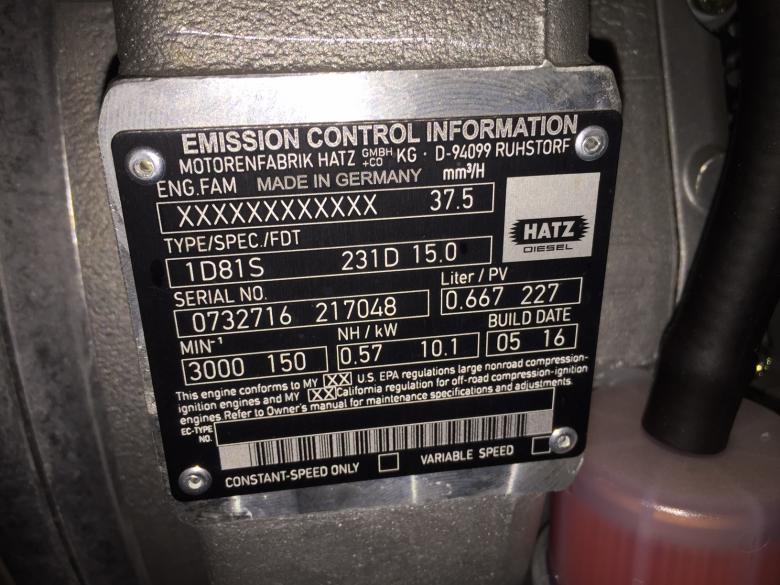 EMISSION CONTROL INFORMATION
MOTORENFABRIK HATZ GMBH +CO KG · D-94099 RUHSTORF
ENG.FAM MADE IN GERMANY mm³/H
XXXXXXXXXXXX 37.5
HATZ
DIESEL
TYPE/SPEC./FDT
1D81S 231D 15.0
SERIAL NO. Liter / PV
0732716 217048 0.667 227
MIN-¹ NH / kW BUILD DATE
3000 150 0.57 10.1 05 16
This engine conforms to MY XX U.S. EPA regulations large nonroad compression-
ignition engines and MY XX California regulation for off-road compression-ignition
engines. Refer to Owner's manual for maintenance specifications and adjustments.
EC-TYPE
NO.
CONSTANT-SPEED ONLY VARIABLE SPEED